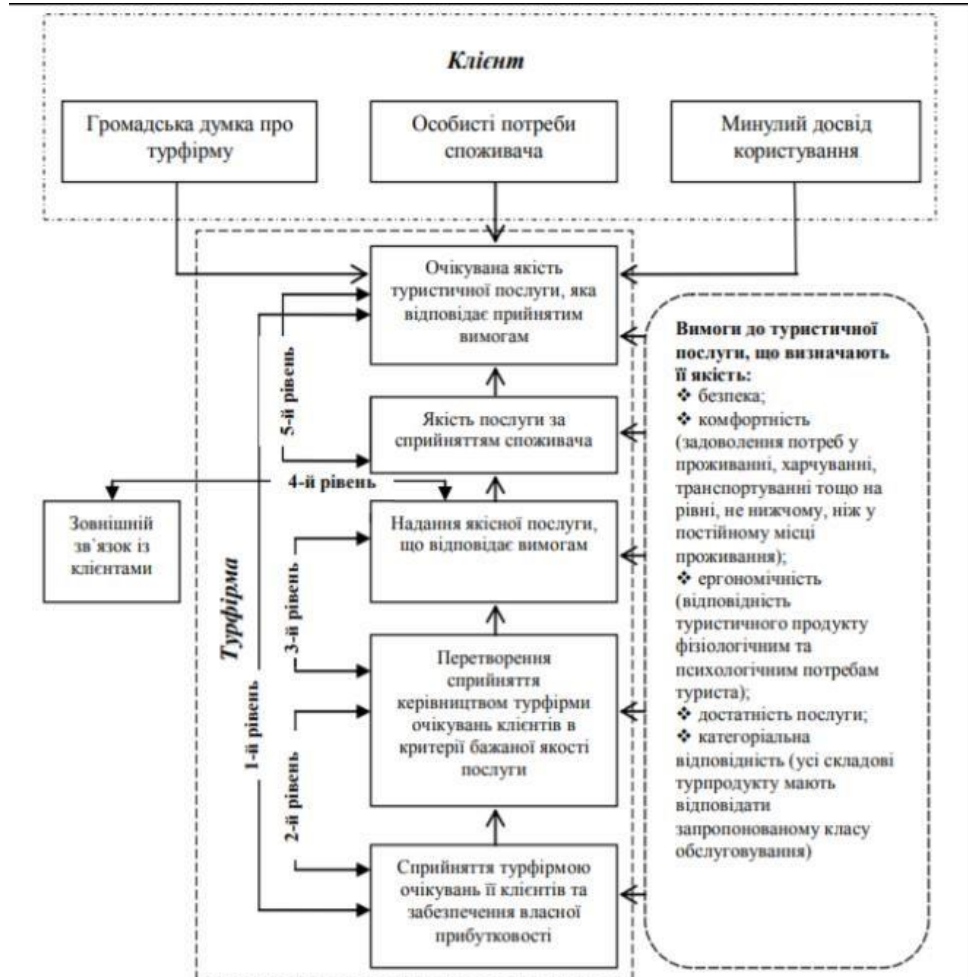 Клієнт
Громадська думка про
турфірму
Особисті потреби
споживача
Минулий досвід
користування
Очікувана якість
туристичної послуги, яка
відповідає прийнятим
вимогам
Якість послуги за
сприйняттям споживача
Надання якісної послуги,
що відповідає вимогам
Перетворення
сприйняття
керівництвом турфірми
очікувань клієнтів в
критерії бажаної якості
послуги
Сприйняття турфірмою
очікувань її клієнтів та
забезпечення власної
прибутковості
5-й рівень
4-й рівень
Зовнішній
зв`язок із
клієнтами
Турфірма
3-й рівень
1-й рівень
2-й рівень
Вимоги до туристичної
послуги, що визначають
її якість:
❖ безпека;
❖ комфортність
(задоволення потреб у
проживанні, харчуванні,
транспортуванні тощо на
рівні, не нижчому, ніж у
постійному місці
проживання);
❖ ергономічність
(відповідність
туристичного продукту
фізіологічним та
психологічним потребам
туриста);
❖ достатність послуги;
❖ категоріальна
відповідність (усі складові
турпродукту мають
відповідати
запропонованому класу
обслуговування)